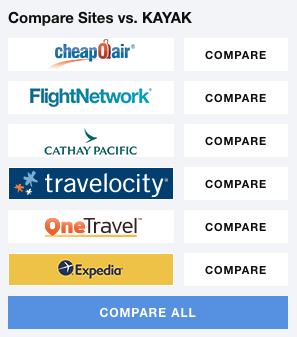 Compare Sites vs. KAYAK
cheapOair® COMPARE
FlightNetwork® COMPARE
CATHAY PACIFIC COMPARE
travelocity® COMPARE
OneTravel™ COMPARE
Expedia® COMPARE
COMPARE ALL